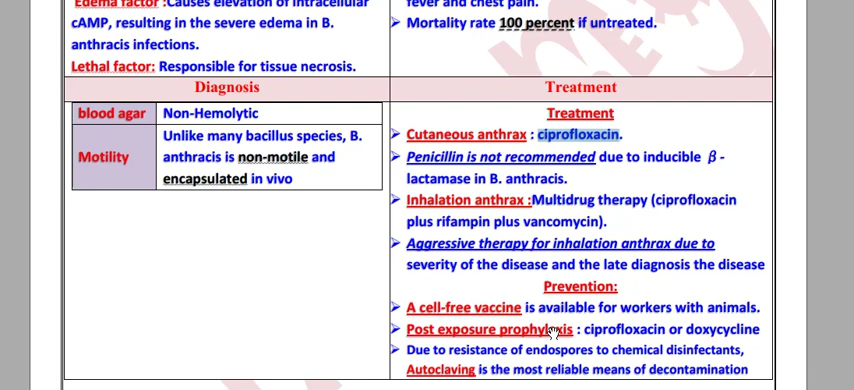 Edema factor :Causes elevation of intracellular
cAMP, resulting in the severe edema in B.
anthracis infections.
Lethal factor: Responsible for tissue necrosis.
fever and chest pain.
Mortality rate 100 percent if untreated.
Diagnosis
Treatment
blood agar Non-Hemolytic
Motility
Unlike many bacillus species, B.
anthracis is non-motile and
encapsulated in vivo
Treatment
Cutaneous anthrax : ciprofloxacin.
Penicillin is not recommended due to inducible β -
lactamase in B. anthracis.
Inhalation anthrax :Multidrug therapy (ciprofloxacin
plus rifampin plus vancomycin).
Aggressive therapy for inhalation anthrax due to
severity of the disease and the late diagnosis the disease
Prevention:
A cell-free vaccine is available for workers with animals.
Post exposure prophylaxis : ciprofloxacin or doxycycline
Due to resistance of endospores to chemical disinfectants,
Autoclaving is the most reliable means of decontamination